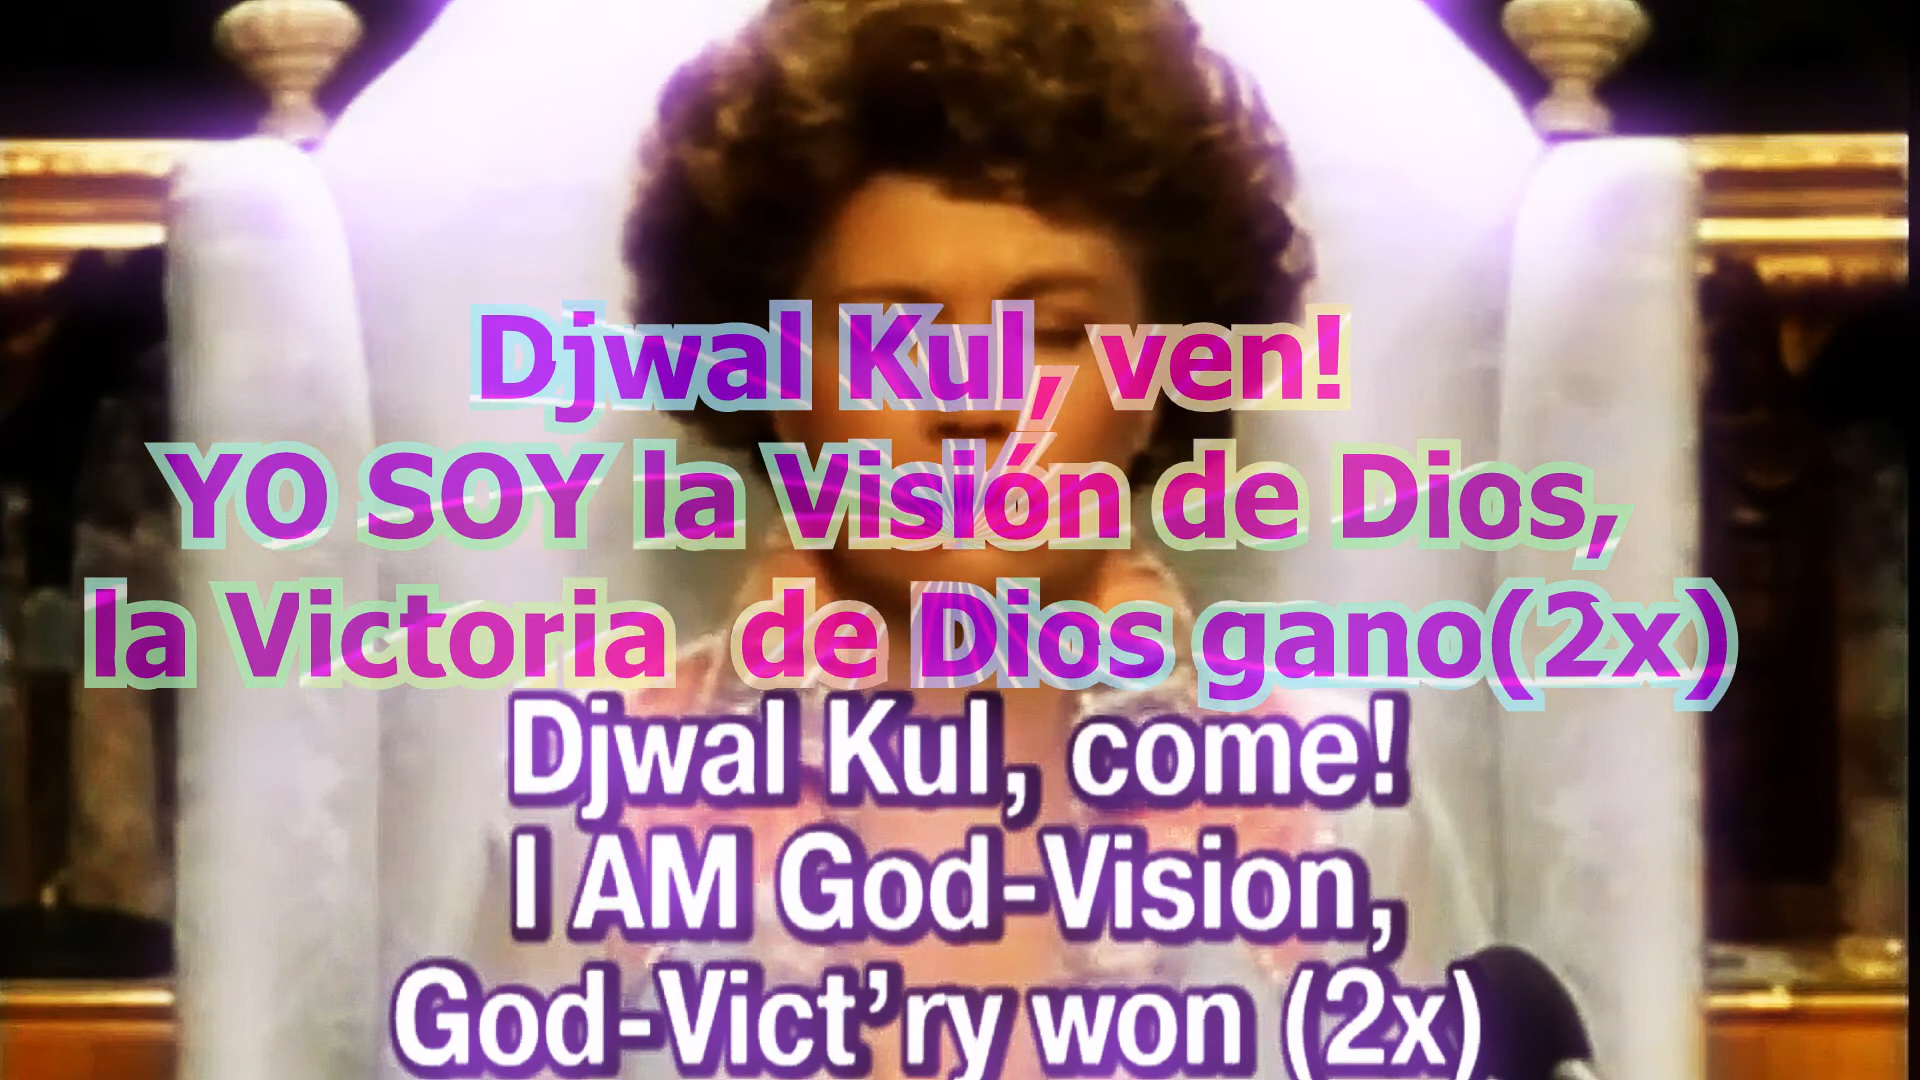 Djwal Kul, ven!
YO SOY la Visión de Dios,
la Victoria  de Dios gano(2x)
Djwal Kul, come!
I AM God-Vision,
God-Vict’ry won (2x)